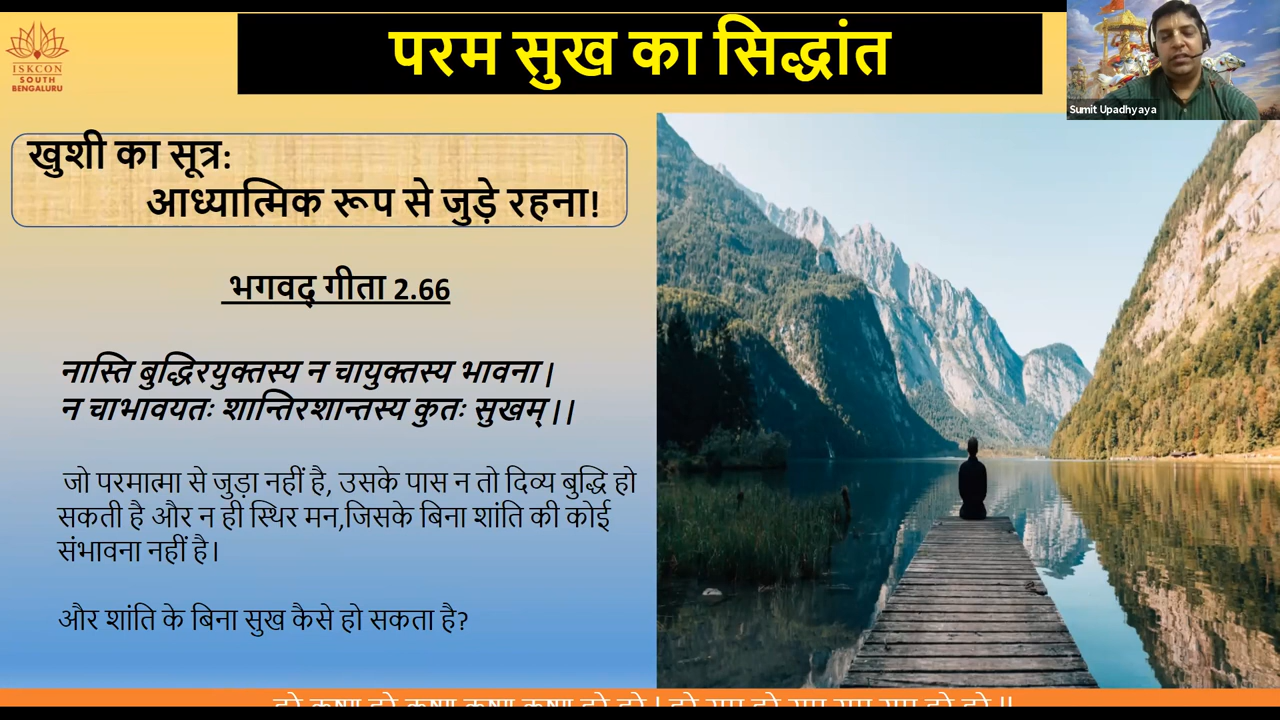 ISKCON
SOUTH
BENGALURU
परम सुख का सिद्धांत
Sumit Upadhyaya
खुशी का सूत्र:
आध्यात्मिक रूप से जुड़े रहना!
भगवद् गीता 2.66
नास्ति बुद्धिरयुक्तस्य न चायुक्तस्य भावना |
न चाभावयतः शान्तिरशान्तस्य कुतः सुखम् ||
जो परमात्मा से जुड़ा नहीं है, उसके पास न तो दिव्य बुद्धि हो
सकती है और न ही स्थिर मन,जिसके बिना शांति की कोई
संभावना नहीं है।
और शांति के बिना सुख कैसे हो सकता है?